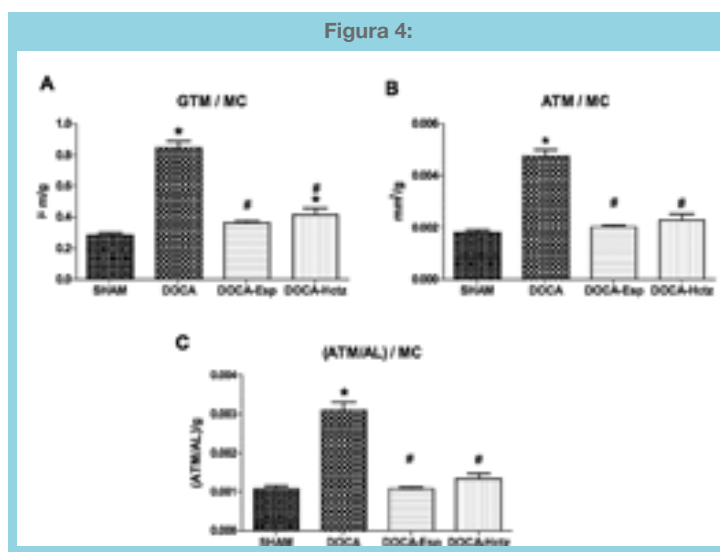 Figura 4:
A
GTM / MC
µ m/g
1.0
0.8
0.6
0.4
0.2
0.0
*
#
#
*
SHAM DOCA DOCA-Esp DOCA-Hctz
B
ATM / MC
mm²/g
0.006
0.004
0.002
0.000
*
#
#
SHAM DOCA DOCA-Esp DOCA-Hctz
C
(ATM/AL) / MC
(ATM/AL)/g
0.004
0.003
0.002
0.001
0.000
*
#
#
SHAM DOCA DOCA-Esp DOCA-Hctz